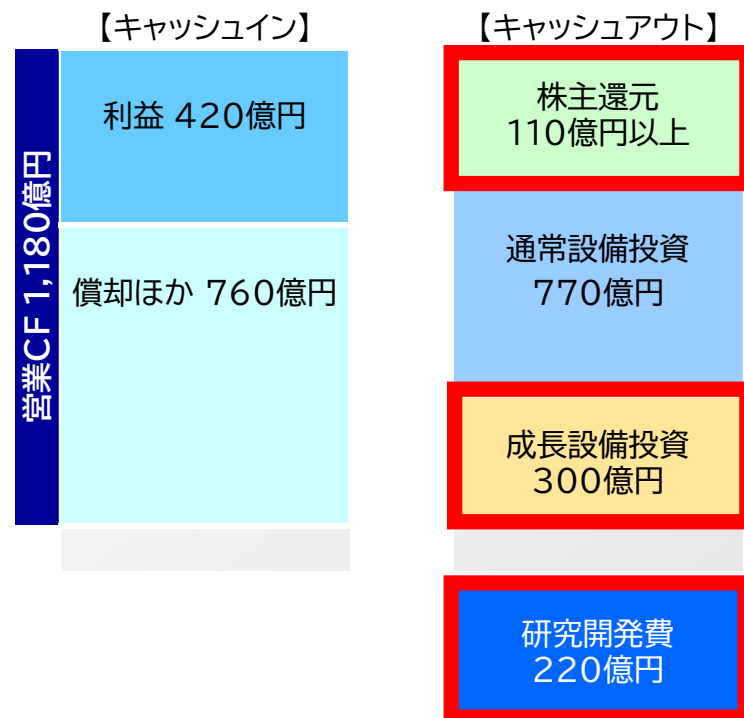 【キャッシュイン】
営業CF 1,180億円
利益 420億円
償却ほか 760億円
【キャッシュアウト】
株主還元
110億円以上
通常設備投資
770億円
成長設備投資
300億円
研究開発費
220億円